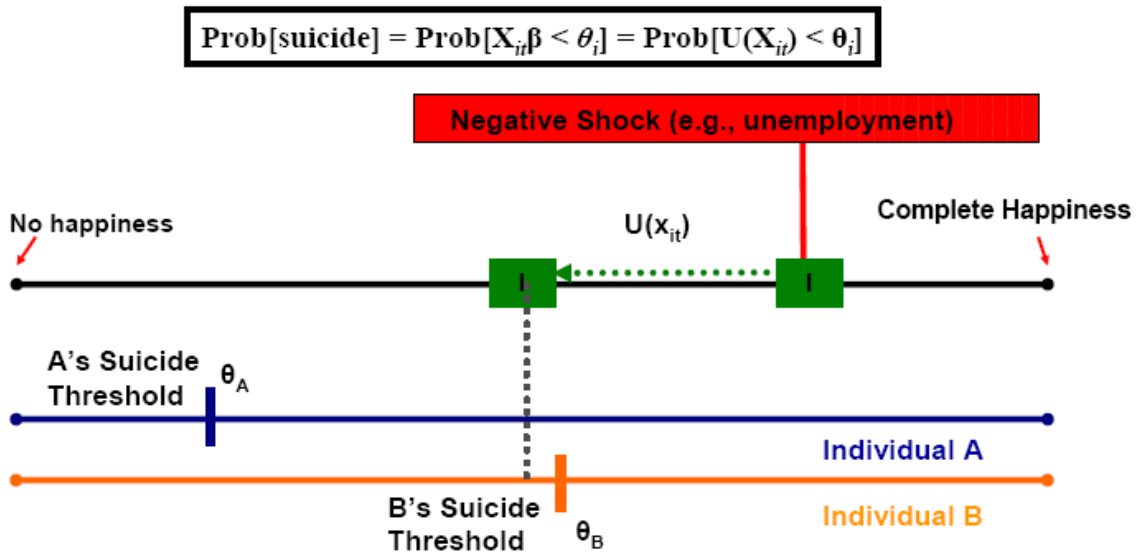 Prob[suicide] = Prob[X_itβ < θ_i] = Prob[U(X_it) < θ_i]
Negative Shock (e.g., unemployment)
No happiness
U(x_it)
Complete Happiness
I
I
A's Suicide
Threshold
θ_A
Individual A
B's Suicide
Threshold
θ_B
Individual B